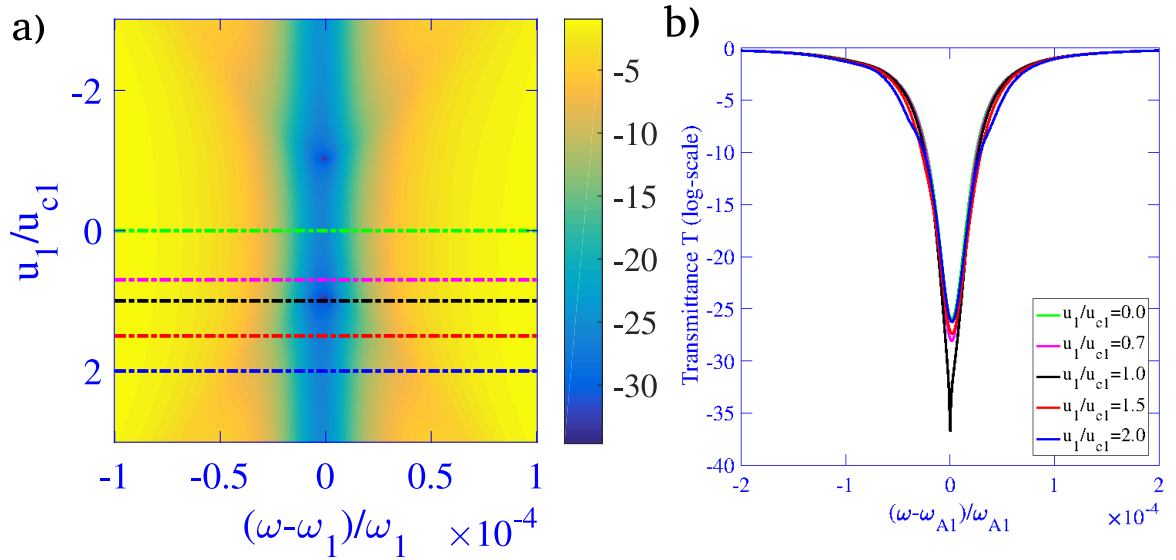 a)
u1/uc1
-2
0
2
-1 -0.5 0 0.5 1
(ω-ω1)/ω1 ×10-4
-5
-10
-15
-20
-25
-30
b)
Transmittance T (log-scale)
0
-5
-10
-15
-20
-25
-30
-35
-40
u1/uc1=0.0
u1/uc1=0.7
u1/uc1=1.0
u1/uc1=1.5
u1/uc1=2.0
-2 -1 0 1 2
(ω-ωA1)/ωA1 ×10-4